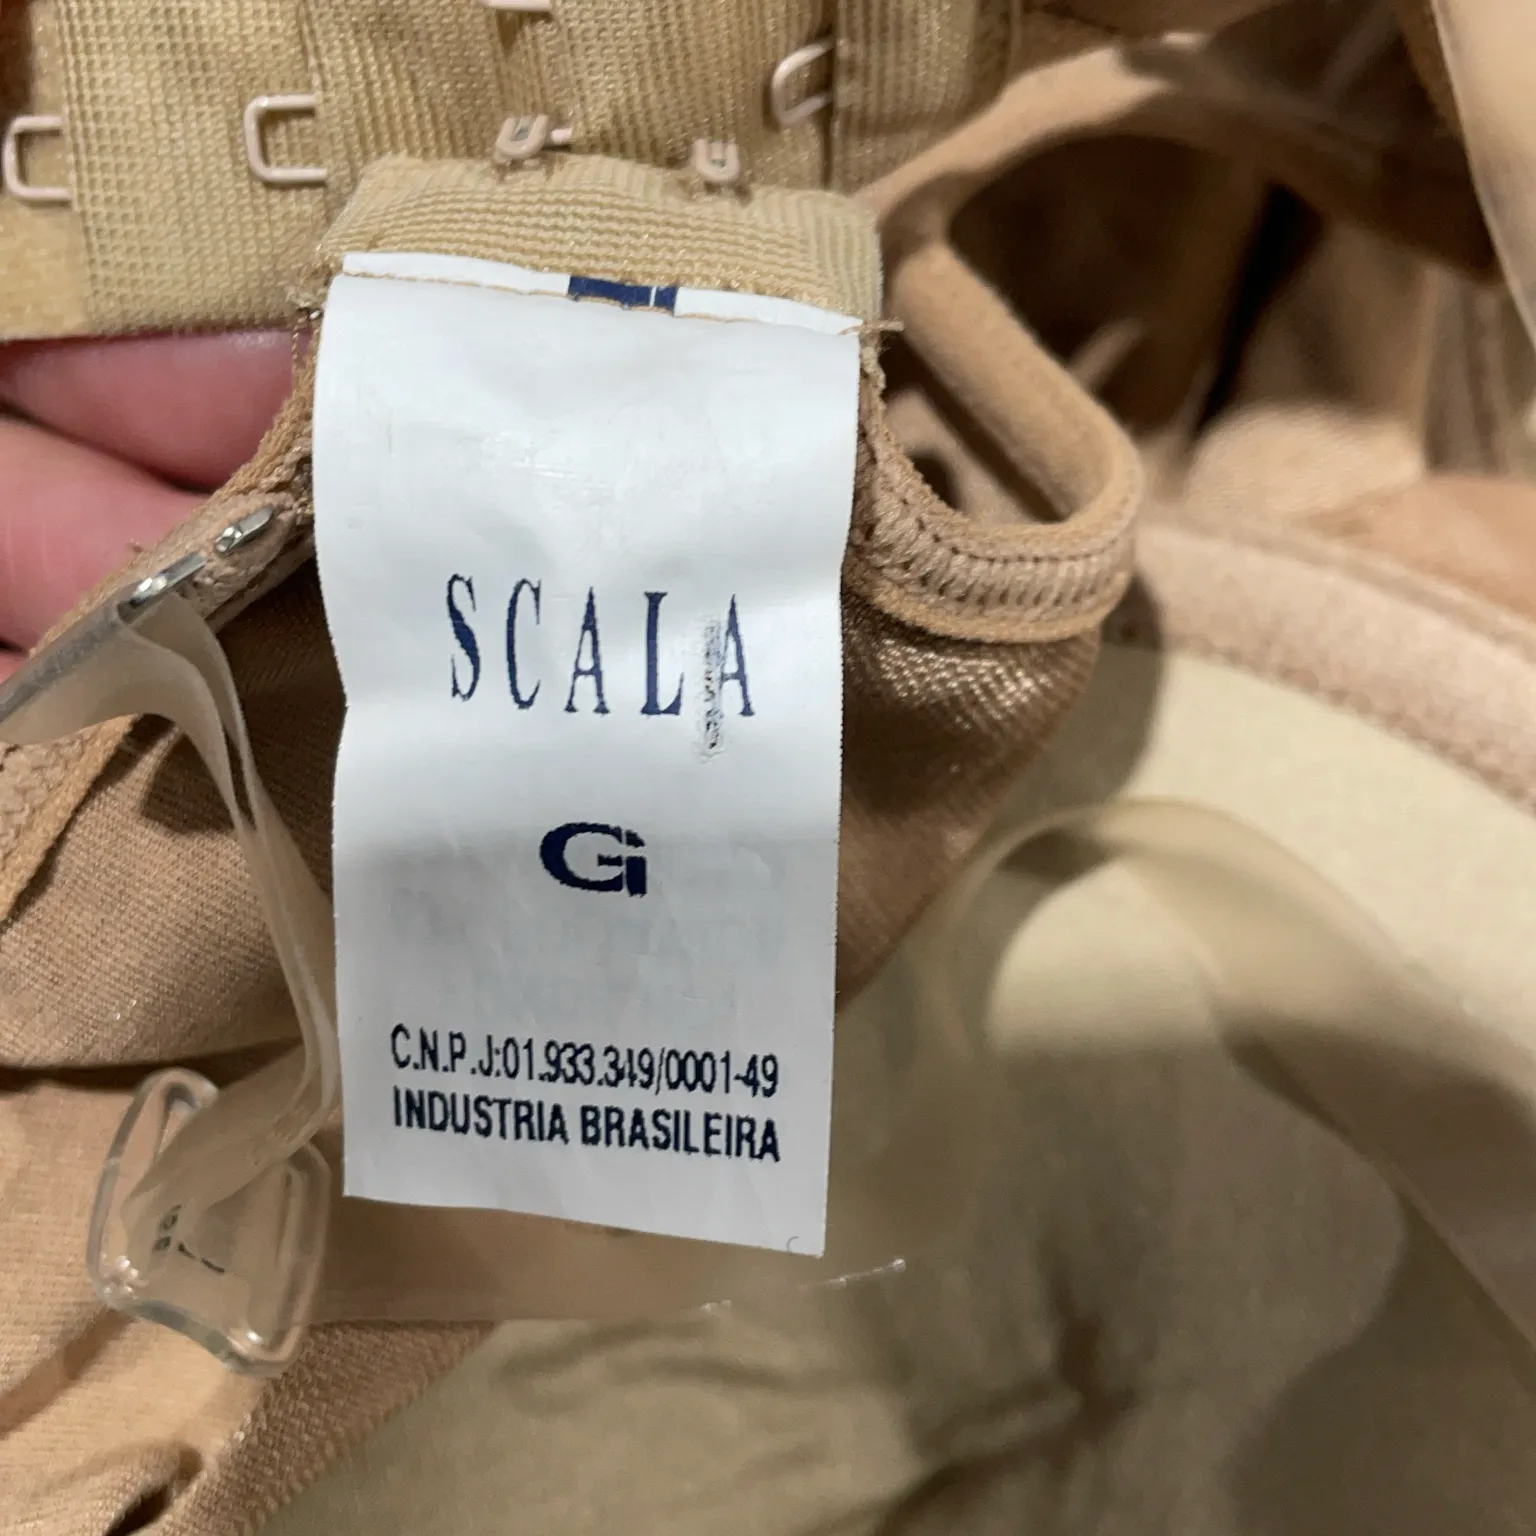 SCALA
G
C.N.P.J:01.933.349/0001-49
INDUSTRIA BRASILEIRA